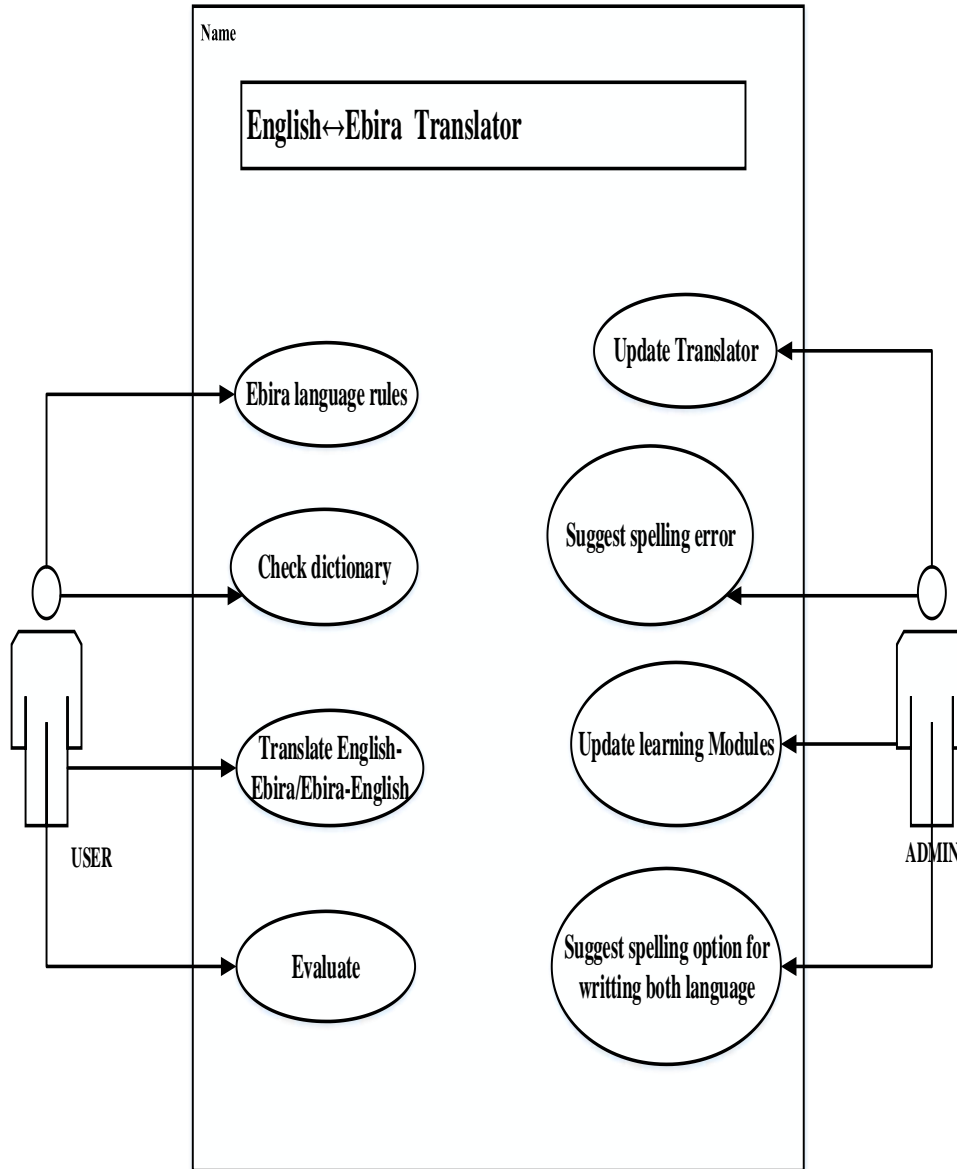 Name
English↔Ebira Translator
Update Translator
Ebira language rules
Suggest spelling error
Check dictionary
Update learning Modules
Translate English-
Ebira/Ebira-English
USER
ADMIN
Suggest spelling option for
writting both language
Evaluate